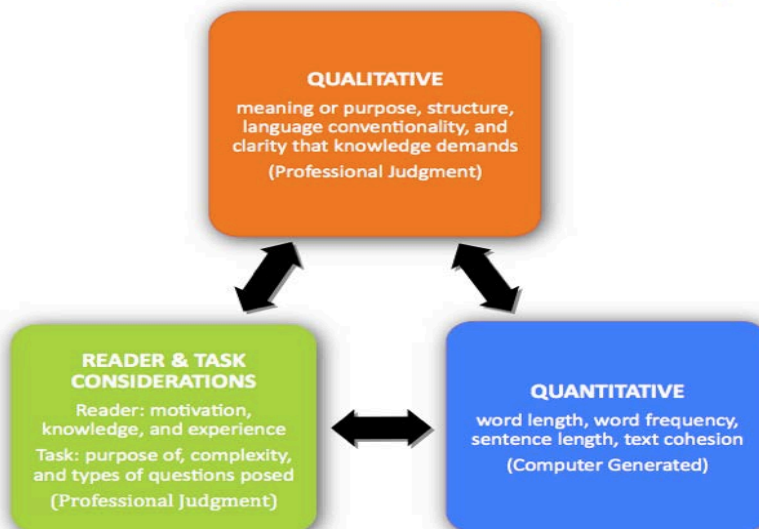 QUALITATIVE
meaning or purpose, structure,
language conventionality, and
clarity that knowledge demands
(Professional Judgment)
READER & TASK
CONSIDERATIONS
Reader: motivation,
knowledge, and experience
Task: purpose of, complexity,
and types of questions posed
(Professional Judgment)
QUANTITATIVE
word length, word frequency,
sentence length, text cohesion
(Computer Generated)